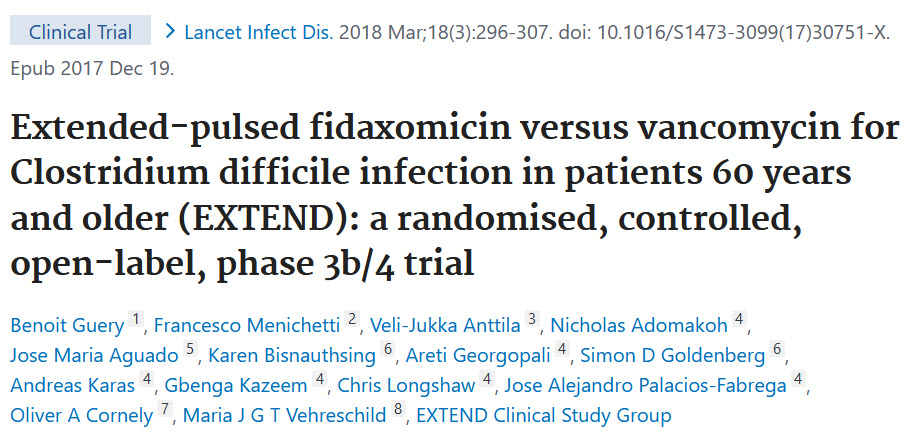 Clinical Trial > Lancet Infect Dis. 2018 Mar;18(3):296-307. doi: 10.1016/S1473-3099(17)30751-X.
Epub 2017 Dec 19.
Extended-pulsed fidaxomicin versus vancomycin for
Clostridium difficile infection in patients 60 years
and older (EXTEND): a randomised, controlled,
open-label, phase 3b/4 trial
Benoit Guery 1, Francesco Menichetti 2, Veli-Jukka Anttila 3, Nicholas Adomakoh 4,
Jose Maria Aguado 5, Karen Bisnauthsing 6, Areti Georgopali 4, Simon D Goldenberg 6,
Andreas Karas 4, Gbenga Kazeem 4, Chris Longshaw 4, Jose Alejandro Palacios-Fabrega 4,
Oliver A Cornely 7, Maria J G T Vehreschild 8, EXTEND Clinical Study Group